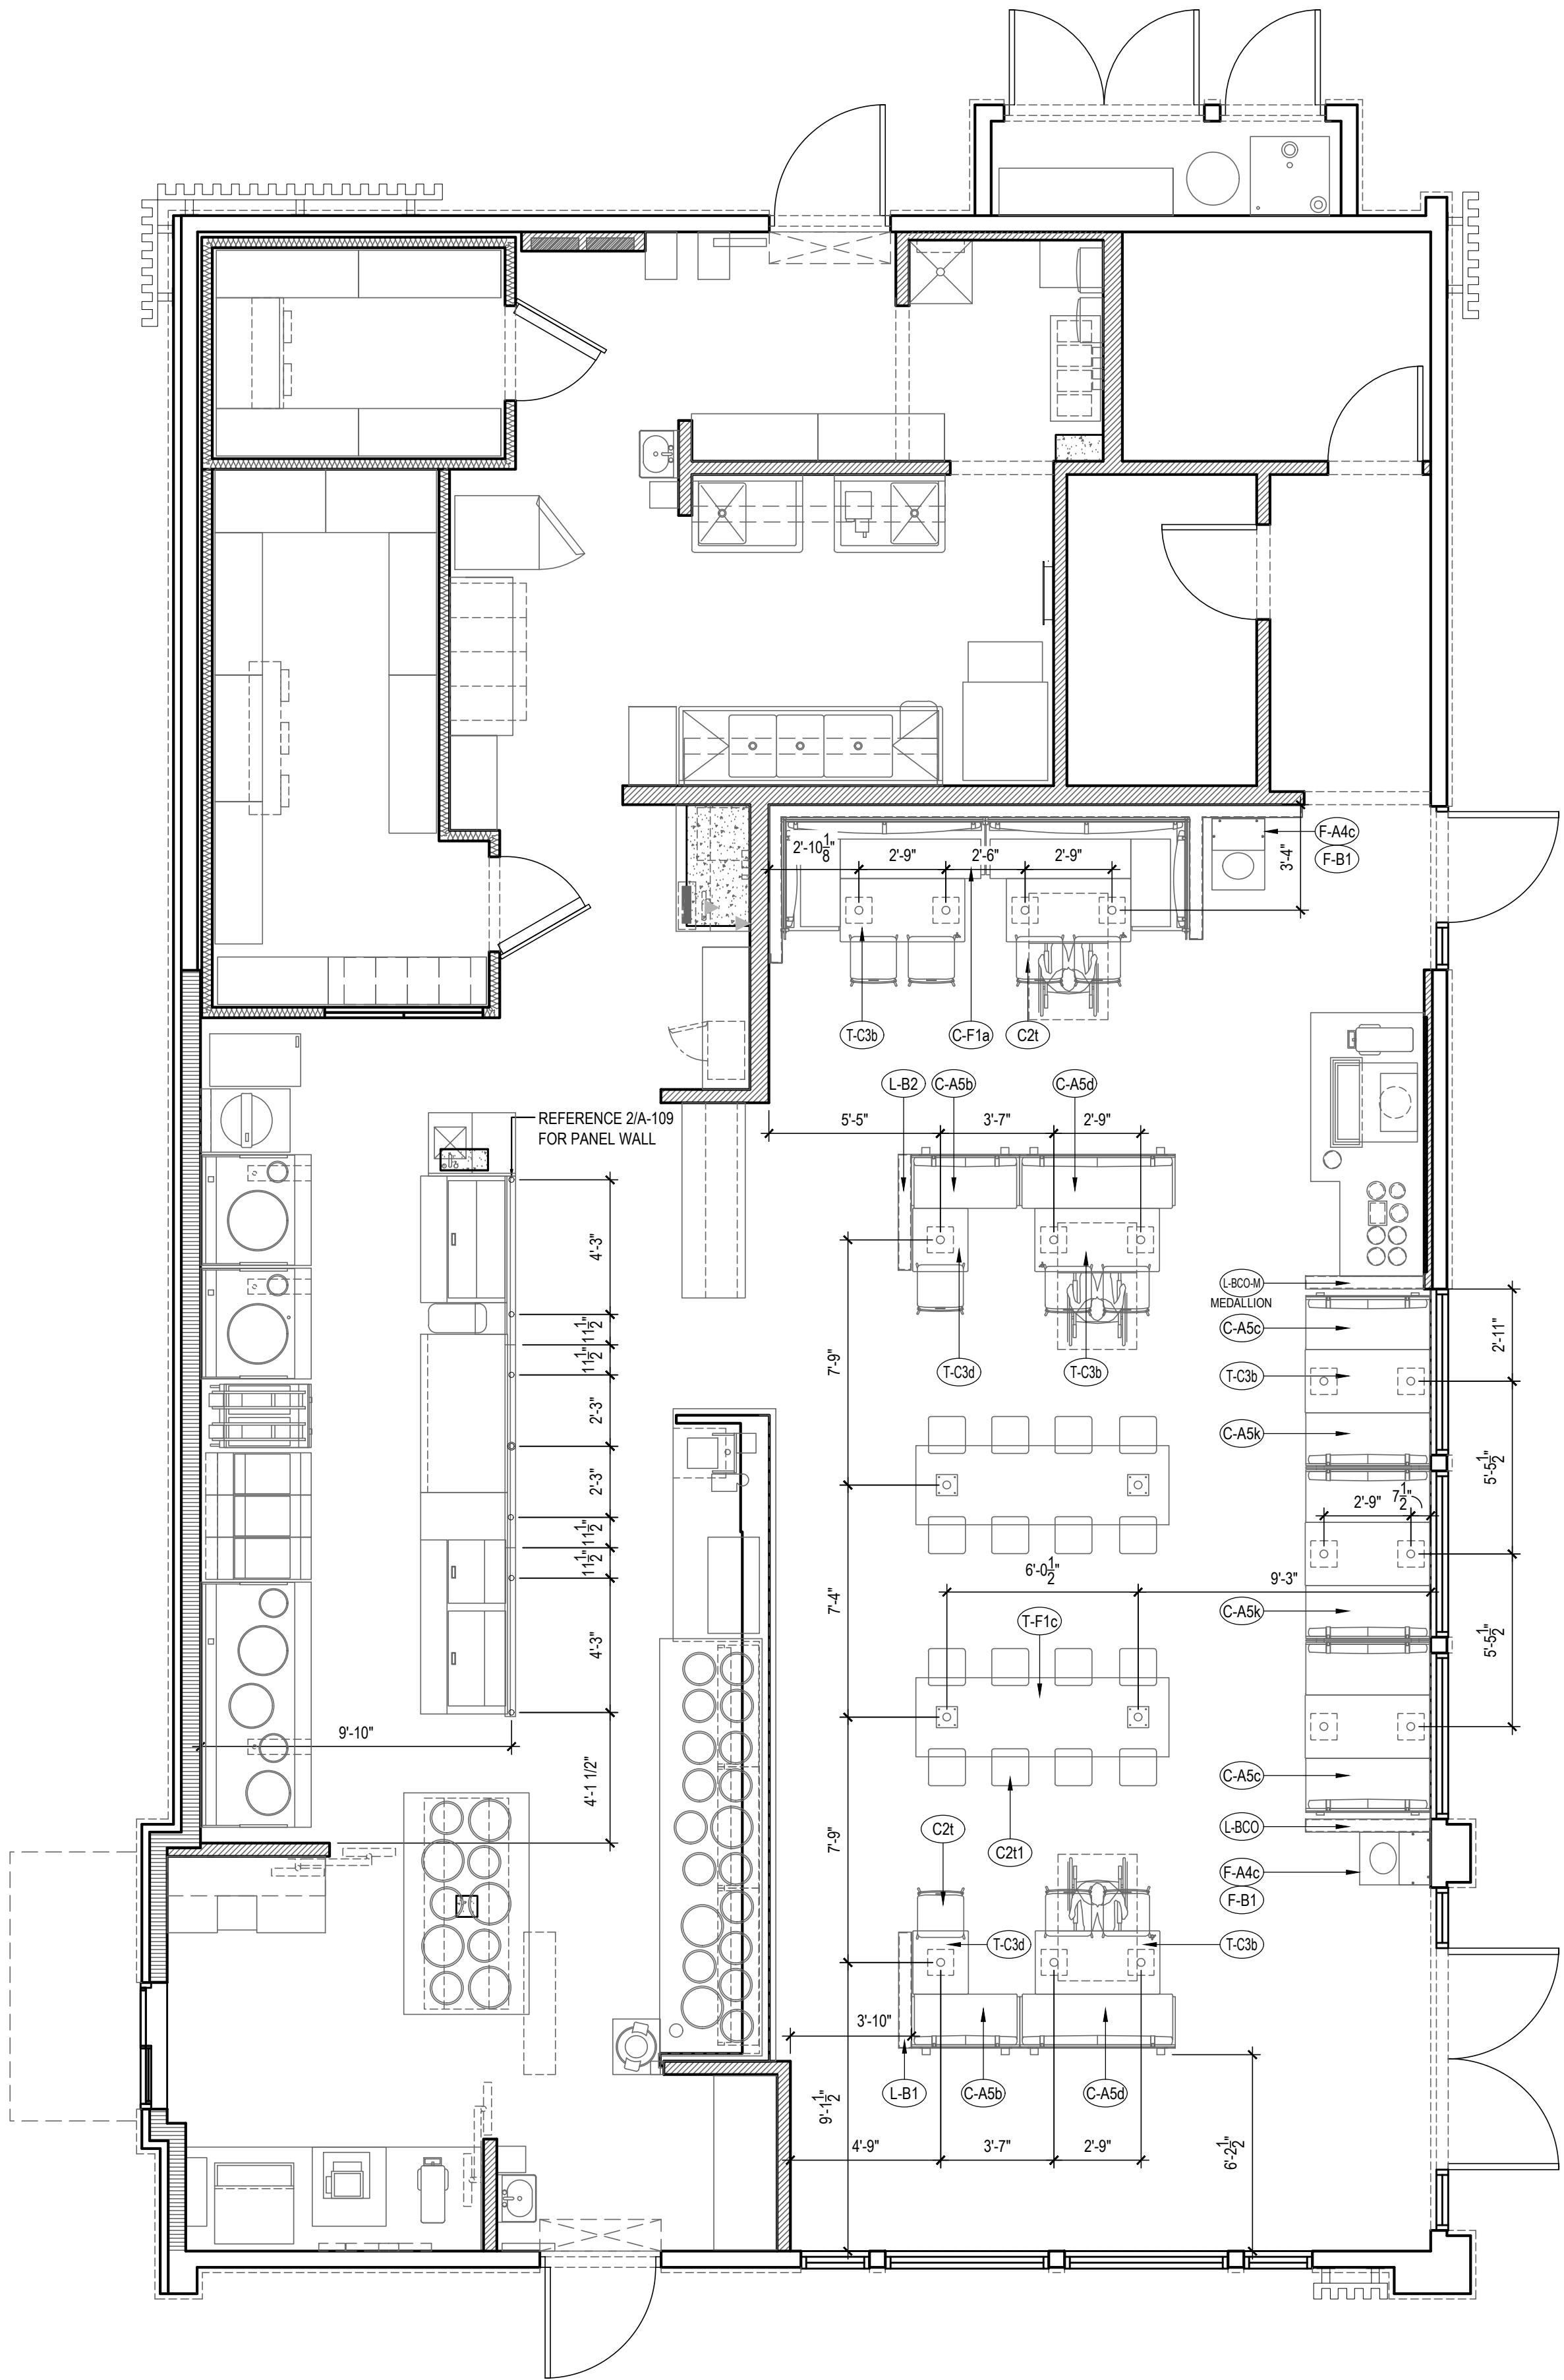 2'-10 1/8"
2'-9"
2'-6"
2'-9"
3'-4"
F-A4c
F-B1
T-C3b
C-F1a
C2t
L-B2
C-A5b
C-A5d
REFERENCE 2/A-109
FOR PANEL WALL
5'-5"
3'-7"
2'-9"
4'-3"
11 1/2"
11 1/2"
2'-3"
2'-3"
11 1/2"
11 1/2"
4'-3"
4'-1 1/2"
9'-10"
7'-9"
7'-4"
7'-9"
9'-1 1/2"
T-C3d
T-C3b
L-BCO-M
MEDALLION
C-A5c
T-C3b
C-A5k
2'-11"
5'-5 1/2"
2'-9"
7 1/2"
6'-0 1/2"
9'-3"
C-A5k
T-F1c
5'-5 1/2"
C-A5c
L-BCO
C2t
C2t1
F-A4c
F-B1
T-C3d
T-C3b
3'-10"
L-B1
C-A5b
C-A5d
4'-9"
3'-7"
2'-9"
6'-2 1/2"